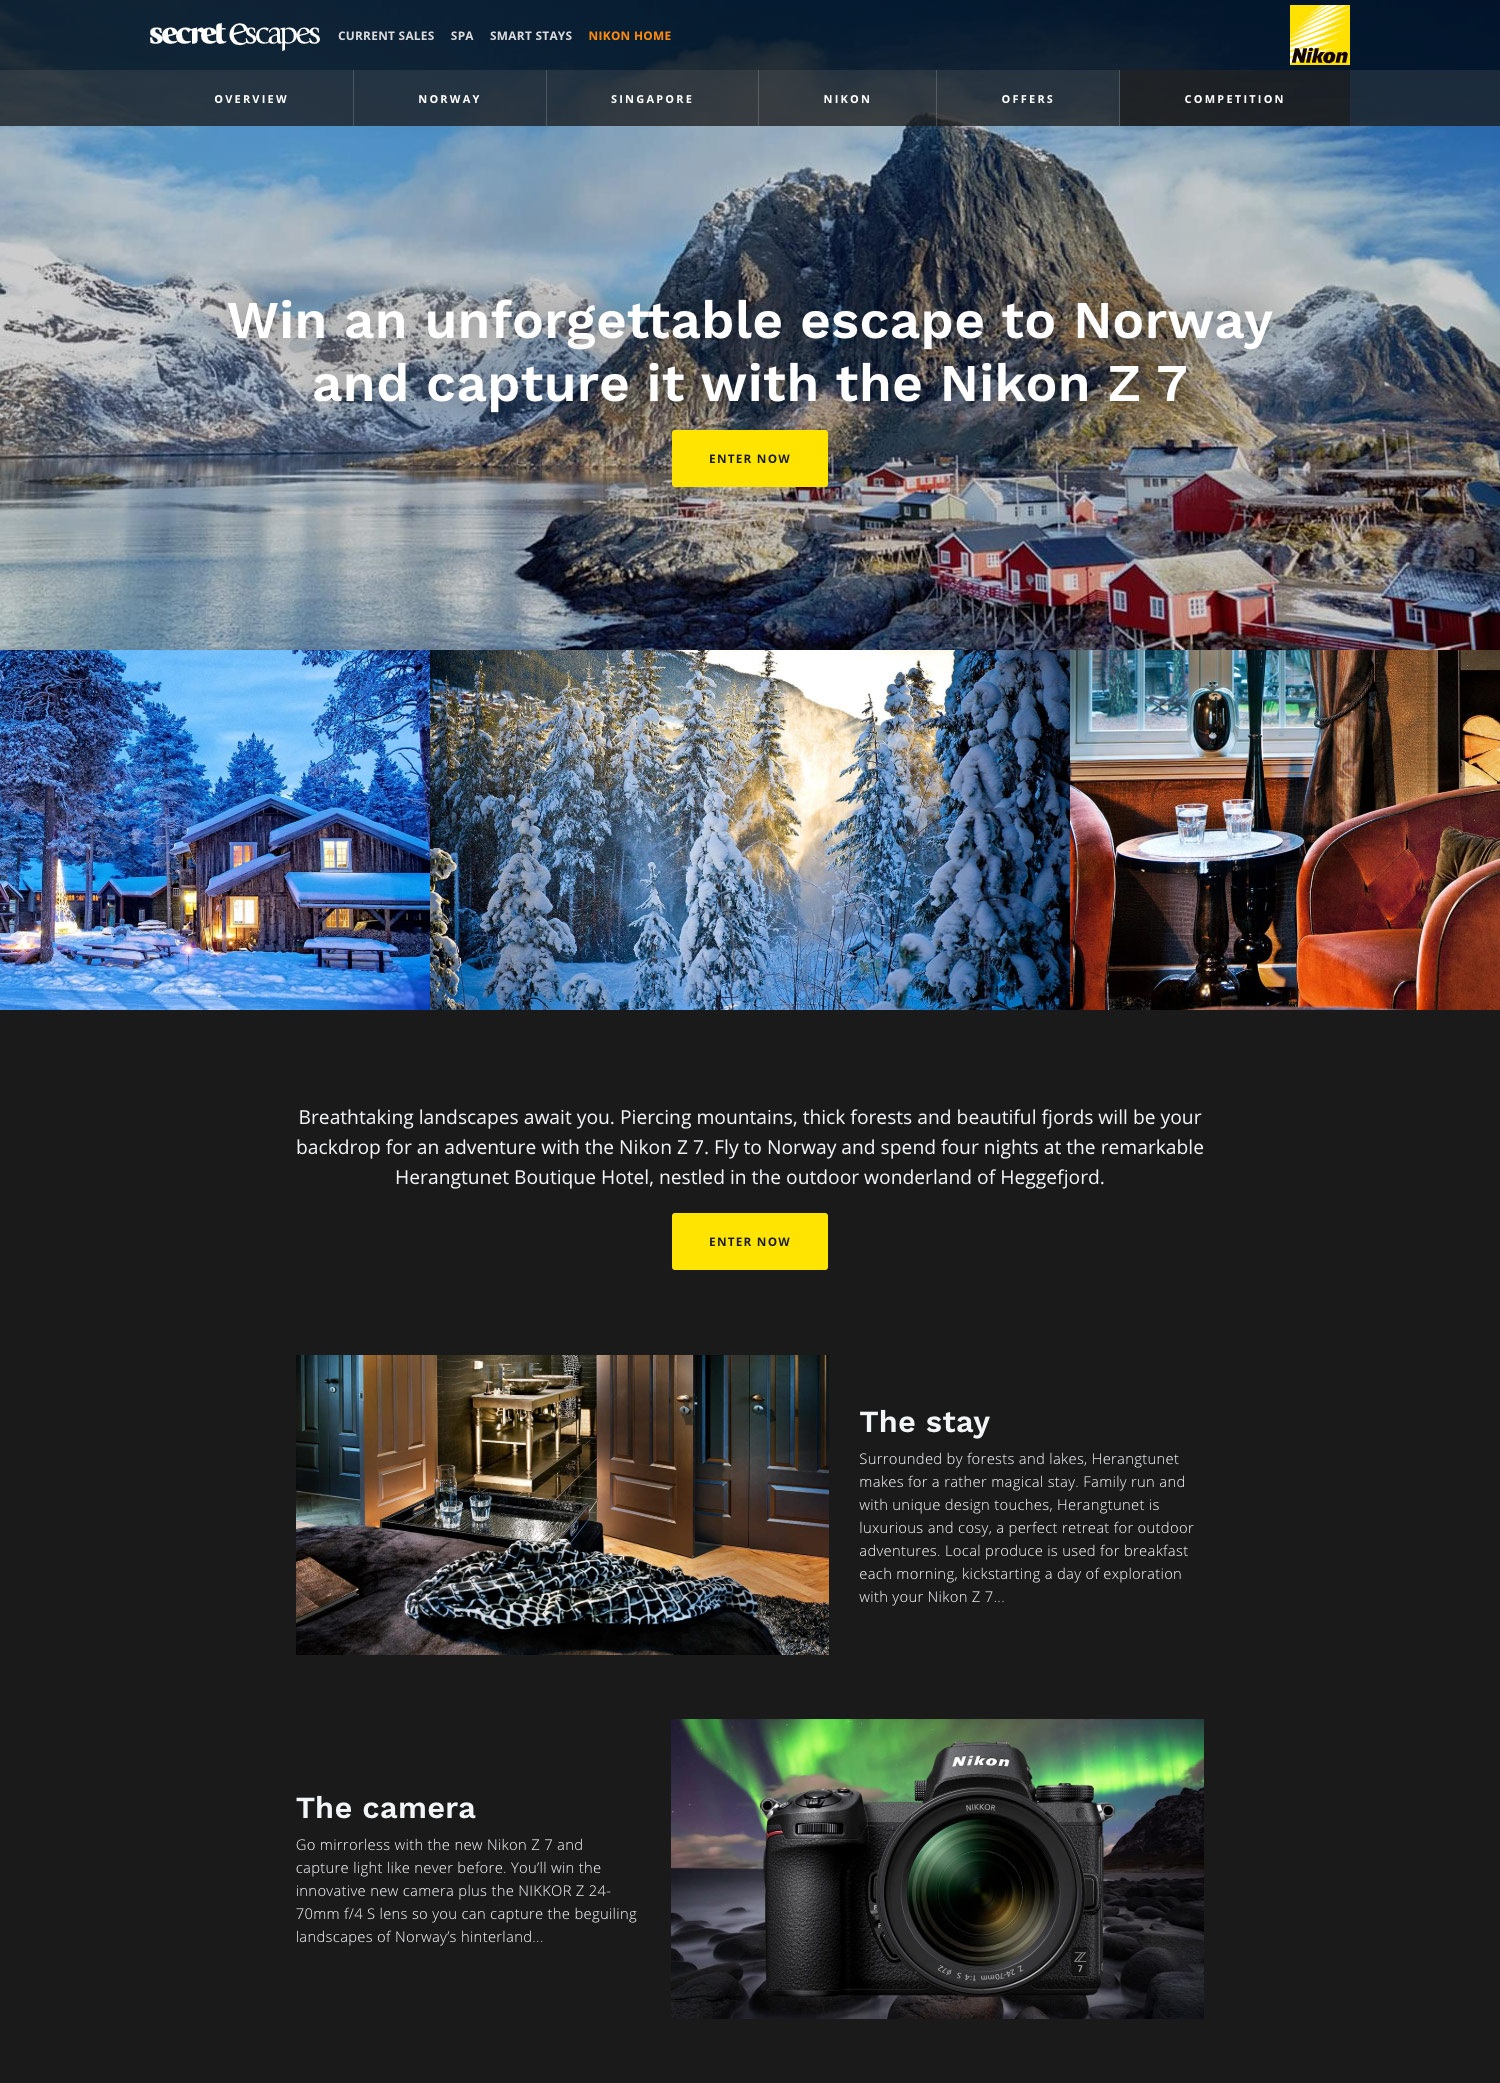 secret escapes CURRENT SALES SPA SMART STAYS NIKON HOME
Nikon
OVERVIEW NORWAY SINGAPORE NIKON OFFERS COMPETITION
Win an unforgettable escape to Norway
and capture it with the Nikon Z 7
ENTER NOW
Breathtaking landscapes await you. Piercing mountains, thick forests and beautiful fjords will be your
backdrop for an adventure with the Nikon Z 7. Fly to Norway and spend four nights at the remarkable
Herangtunet Boutique Hotel, nestled in the outdoor wonderland of Heggefjord.
ENTER NOW
The stay
Surrounded by forests and lakes, Herangtunet
makes for a rather magical stay. Family run and
with unique design touches, Herangtunet is
luxurious and cosy, a perfect retreat for outdoor
adventures. Local produce is used for breakfast
each morning, kickstarting a day of exploration
with your Nikon Z 7...
The camera
Go mirrorless with the new Nikon Z 7 and
capture light like never before. You’ll win the
innovative new camera plus the NIKKOR Z 24-
70mm f/4 S lens so you can capture the beguiling
landscapes of Norway’s hinterland...
Nikon
NIKKOR
Z 24-70mm 1:4 S ø72
Z
7